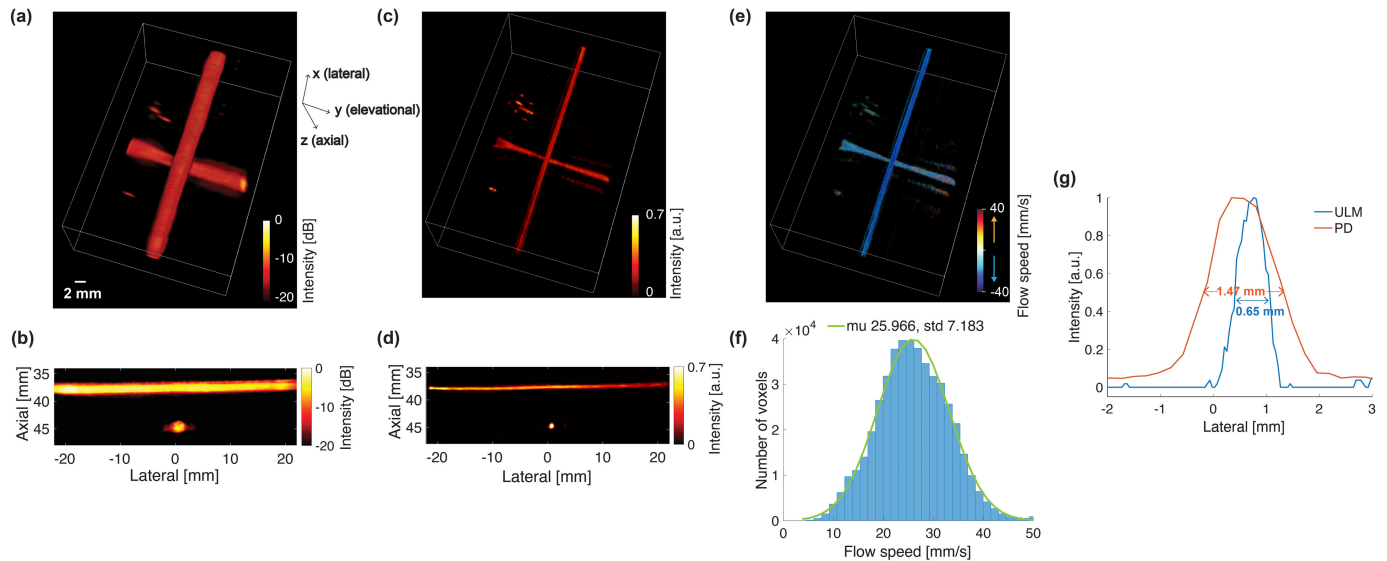 (a)
x (lateral)
y (elevational)
z (axial)
0
-10
-20
Intensity [dB]
2 mm
(b)
35
40
45
Axial [mm]
-20
-10
0
10
20
Lateral [mm]
0
-10
-20
Intensity [dB]
(c)
0.7
0
Intensity [a.u.]
(d)
35
40
45
Axial [mm]
-20
-10
0
10
20
Lateral [mm]
0.7
0
Intensity [a.u.]
(e)
40
-40
Flow speed [mm/s]
(f)
×10⁴
mu 25.966, std 7.183
4
3
2
1
0
Number of voxels
0
10
20
30
40
50
Flow speed [mm/s]
(g)
ULM
PD
1
0.8
0.6
0.4
0.2
0
Intensity [a.u.]
1.47 mm
0.65 mm
-2
-1
0
1
2
3
Lateral [mm]